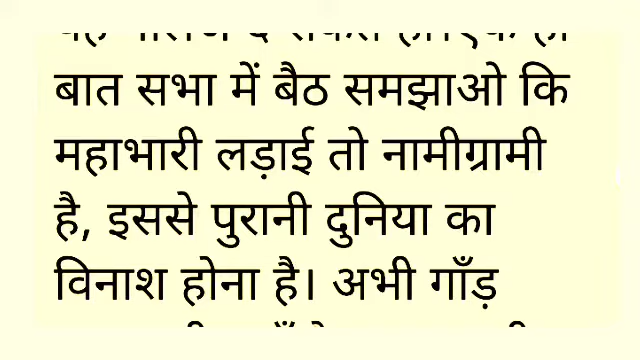 बात सभा में बैठ समझाओ कि
महाभारी लड़ाई तो नामीग्रामी
है, इससे पुरानी दुनिया का
विनाश होना है। अभी गाँड़